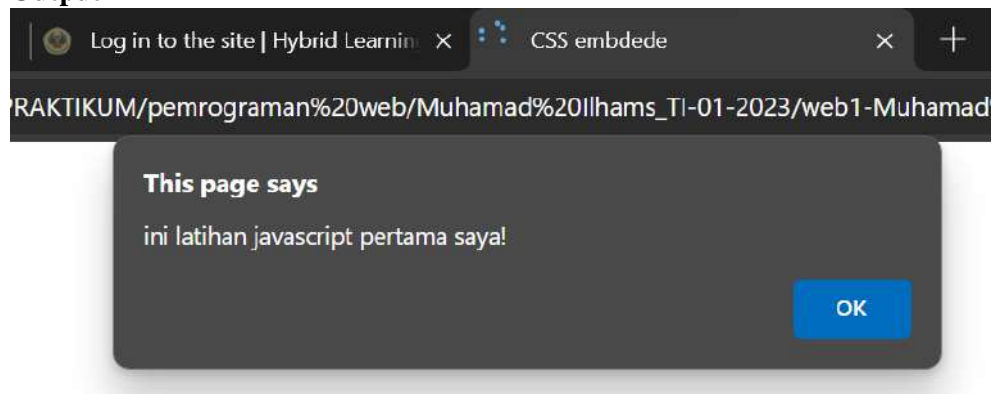 Log in to the site | Hybrid Learnin
CSS embdede
PRAKTIKUM/pemrograman%20web/Muhamad%20Ilhams_TI-01-2023/web1-Muhamad%
This page says
ini latihan javascript pertama saya!
OK